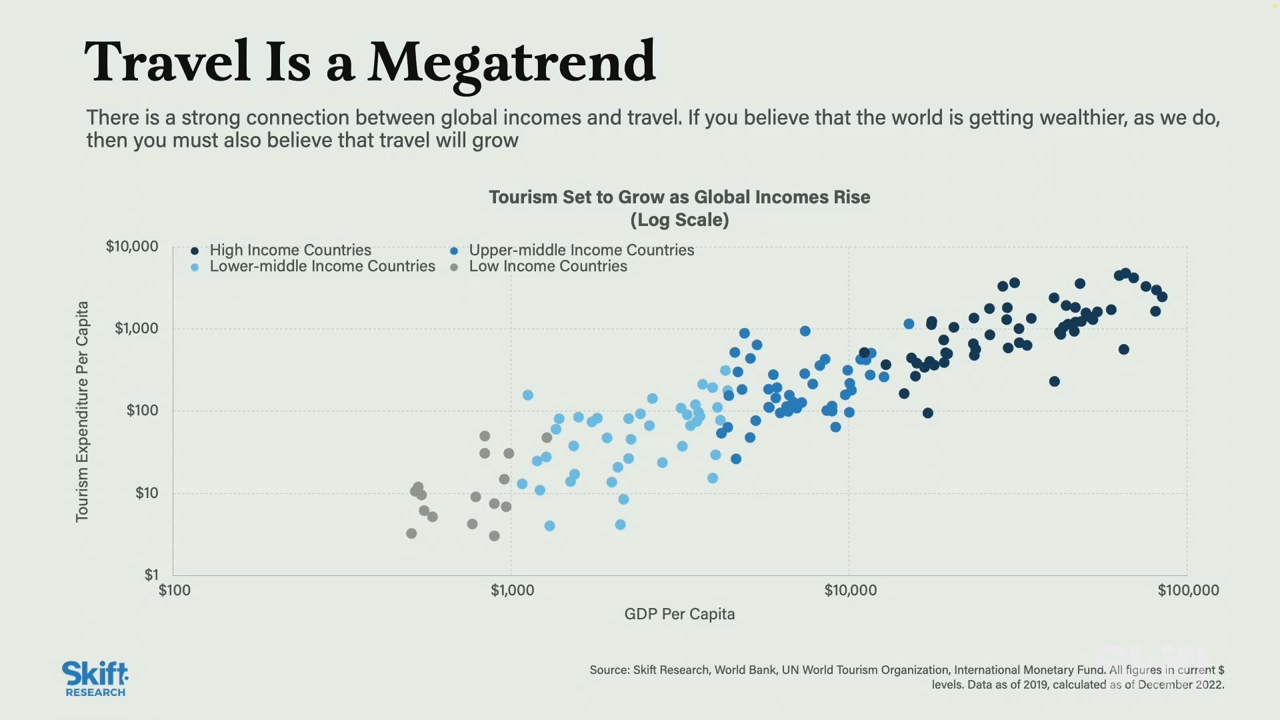 Travel Is a Megatrend
There is a strong connection between global incomes and travel. If you believe that the world is getting wealthier, as we do,
then you must also believe that travel will grow
Tourism Set to Grow as Global Incomes Rise
(Log Scale)
High Income Countries
Upper-middle Income Countries
Lower-middle Income Countries
Low Income Countries
Tourism Expenditure Per Capita
$10,000
$1,000
$100
$10
$1
$100
$1,000
$10,000
$100,000
GDP Per Capita
Skift
RESEARCH
Source: Skift Research, World Bank, UN World Tourism Organization, International Monetary Fund. All figures in current $
levels. Data as of 2019, calculated as of December 2022.
Skift